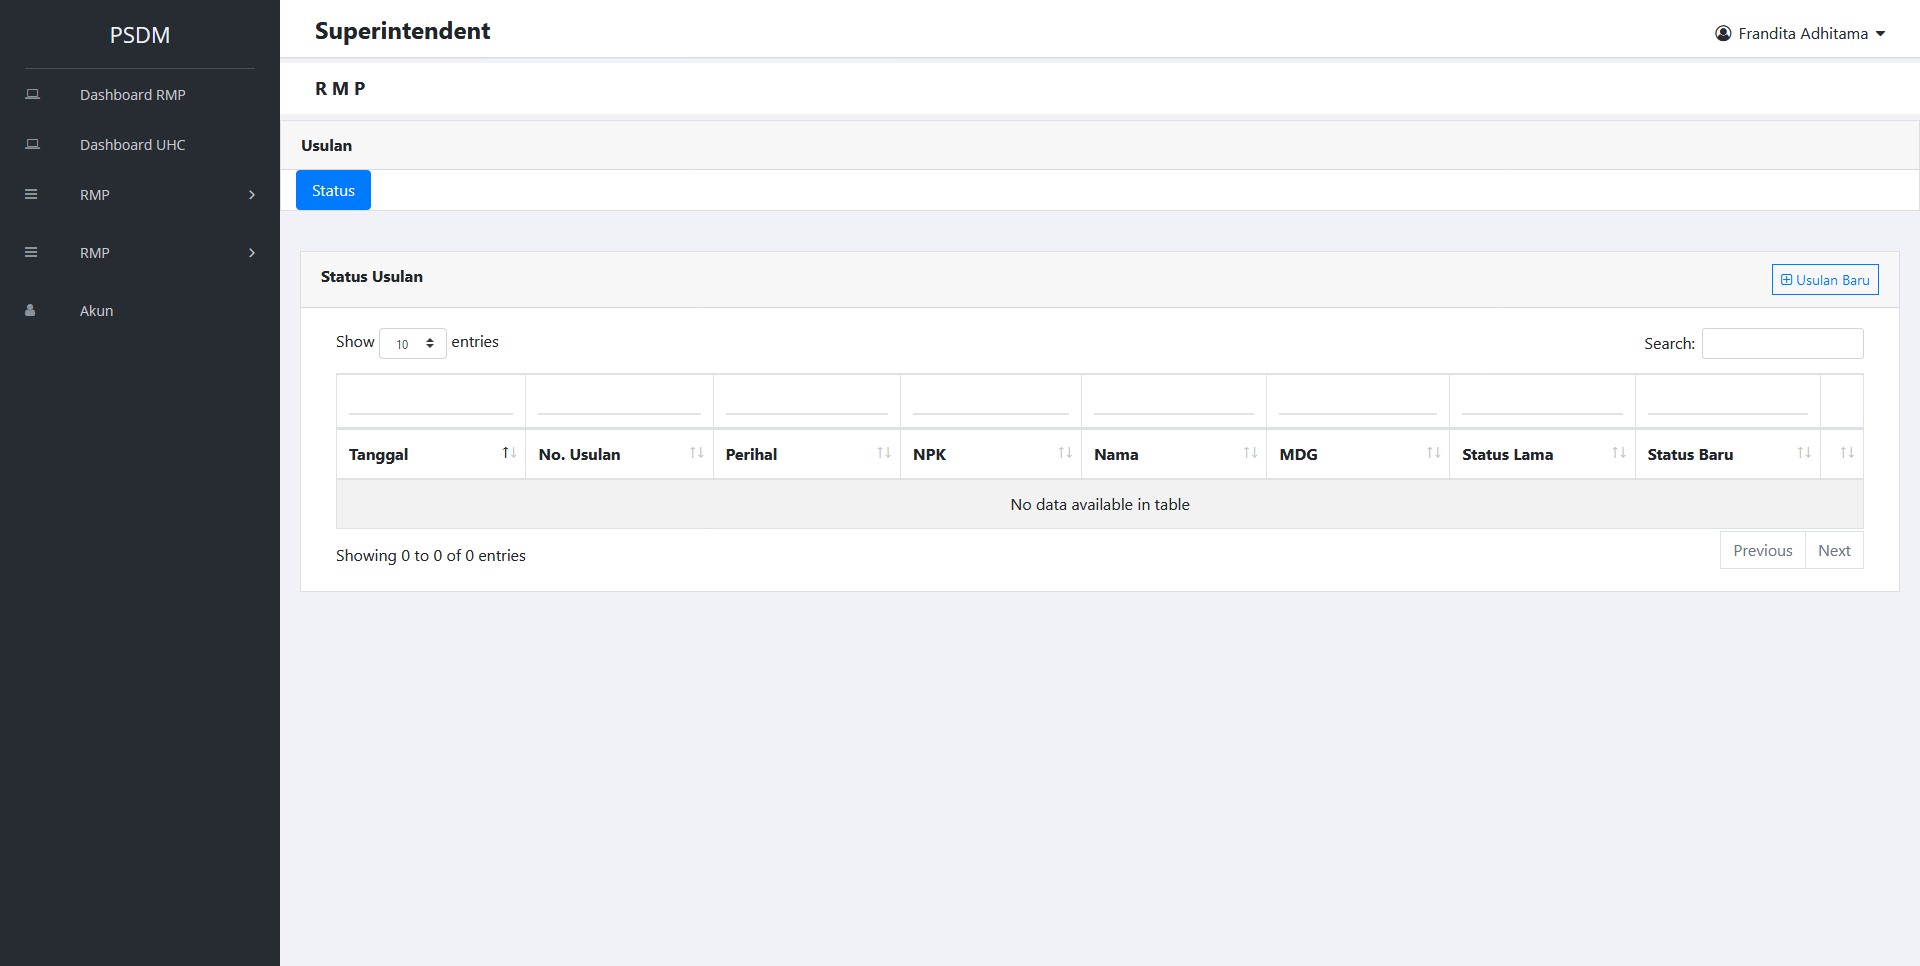 PSDM
Dashboard RMP
Dashboard UHC
RMP
RMP
Akun
Superintendent
Frandita Adhitama
R M P
Usulan
Status
Status Usulan
Usulan Baru
Show 10 entries
Search:
Tanggal No. Usulan Perihal NPK Nama MDG Status Lama Status Baru
No data available in table
Showing 0 to 0 of 0 entries
Previous Next